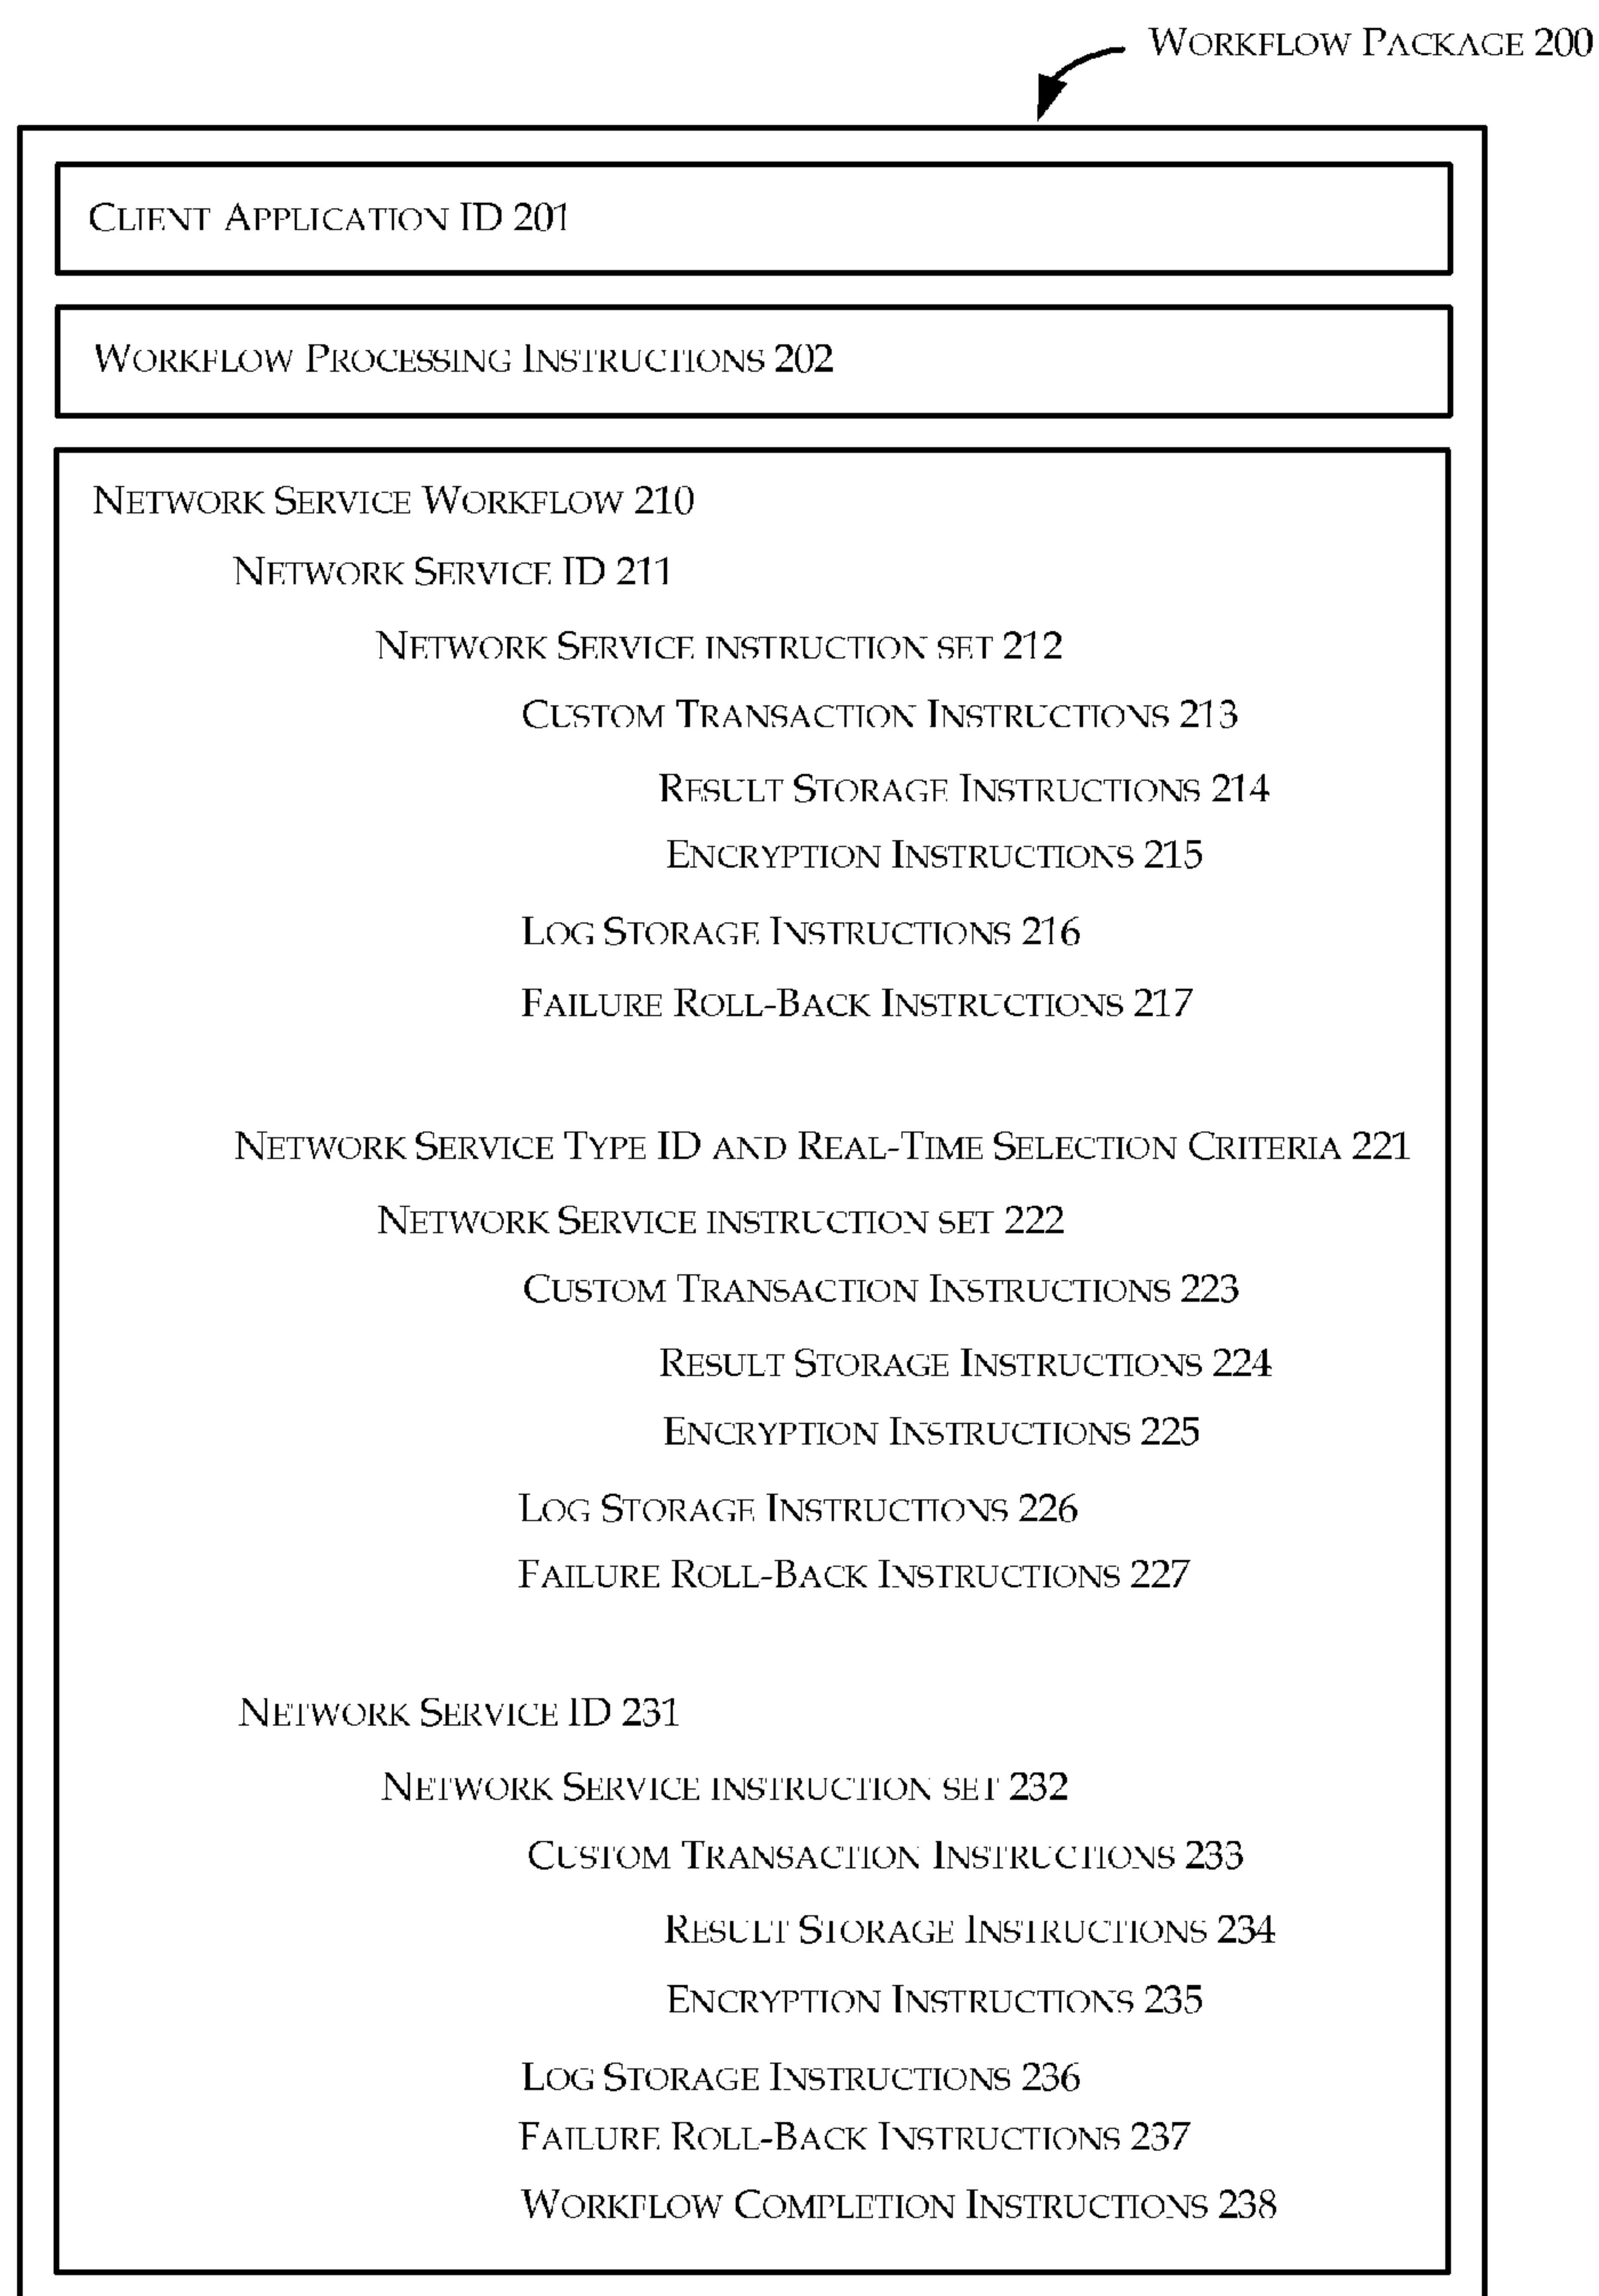 Workflow Package 200
Client Application ID 201
Workflow Processing Instructions 202
Network Service Workflow 210
Network Service ID 211
Network Service instruction set 212
Custom Transaction Instructions 213
Result Storage Instructions 214
Encryption Instructions 215
Log Storage Instructions 216
Failure Roll-Back Instructions 217
Network Service Type ID and Real-Time Selection Criteria 221
Network Service instruction set 222
Custom Transaction Instructions 223
Result Storage Instructions 224
Encryption Instructions 225
Log Storage Instructions 226
Failure Roll-Back Instructions 227
Network Service ID 231
Network Service instruction set 232
Custom Transaction Instructions 233
Result Storage Instructions 234
Encryption Instructions 235
Log Storage Instructions 236
Failure Roll-Back Instructions 237
Workflow Completion Instructions 238